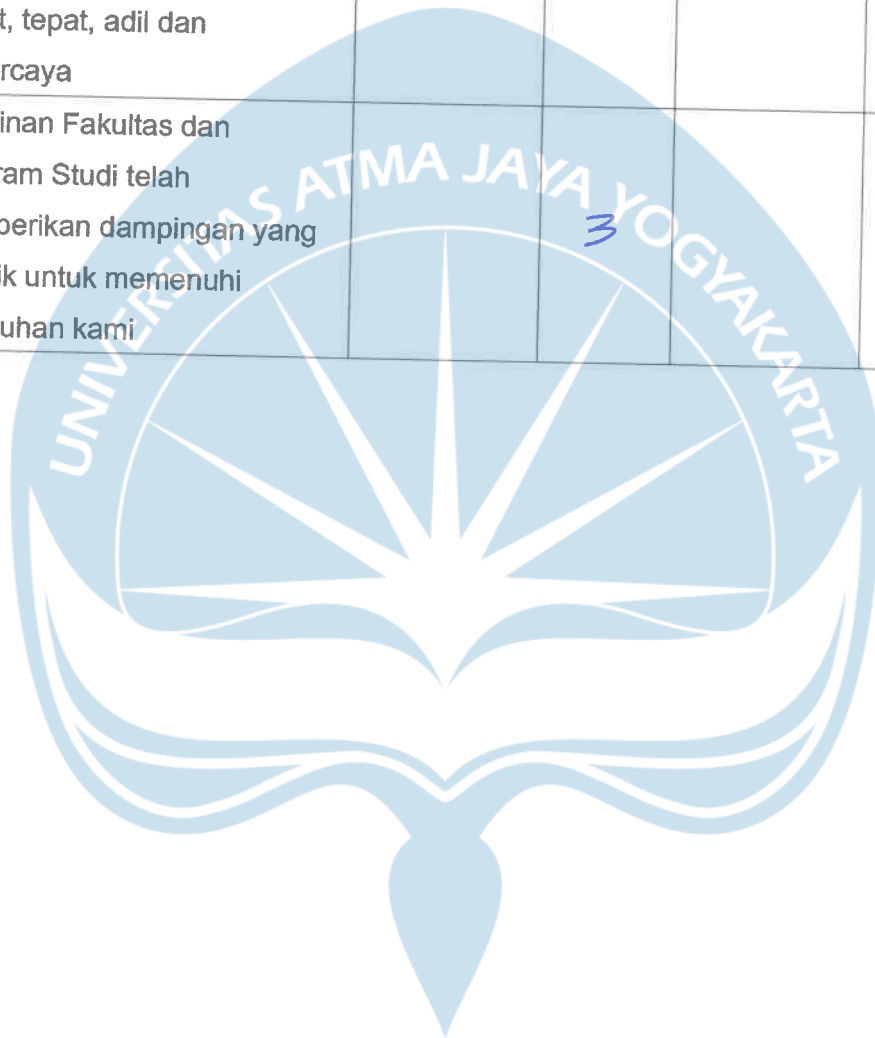 t, tepat, adil dan
rcaya
inan Fakultas dan
ram Studi telah
berikan dampingan yang
ik untuk memenuhi
uhan kami
3
UNIVERSITAS ATMA JAYA YOGYAKARTA